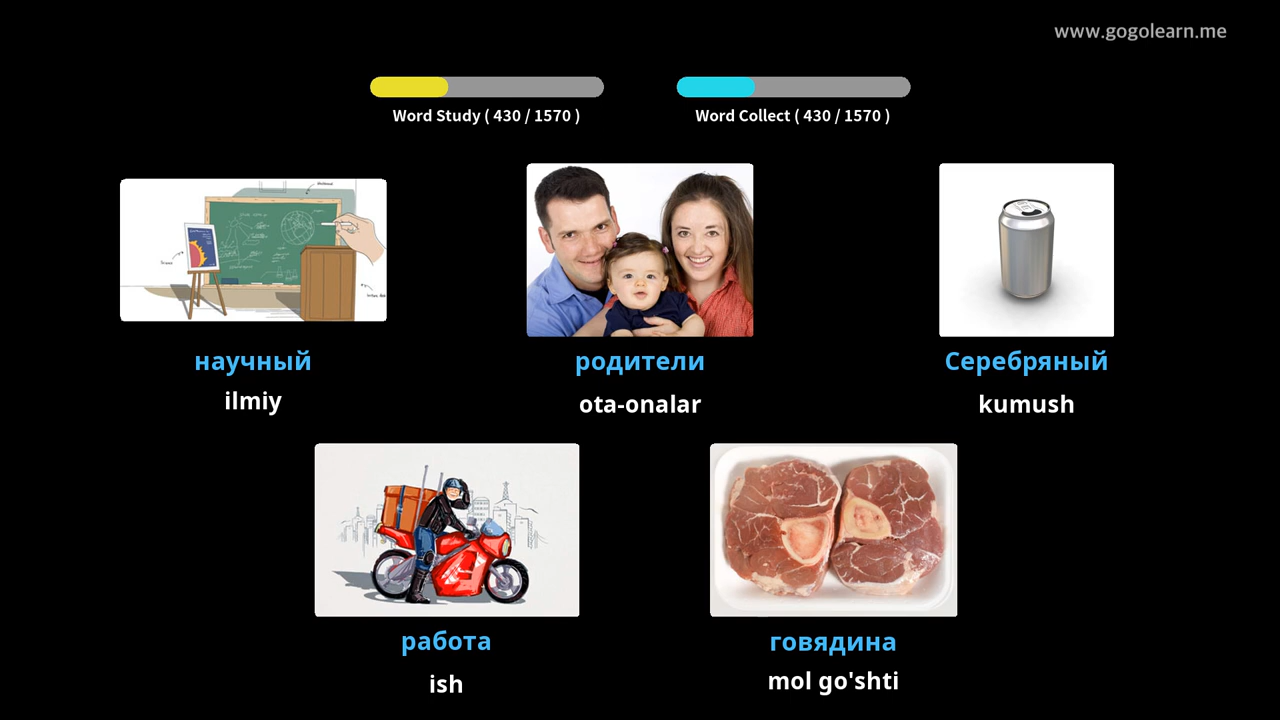 www.gogolearn.me
Word Study ( 430 / 1570 )
Word Collect ( 430 / 1570 )
научный
ilmiy
родители
ota-onalar
Серебряный
kumush
работа
ish
говядина
mol go'shti